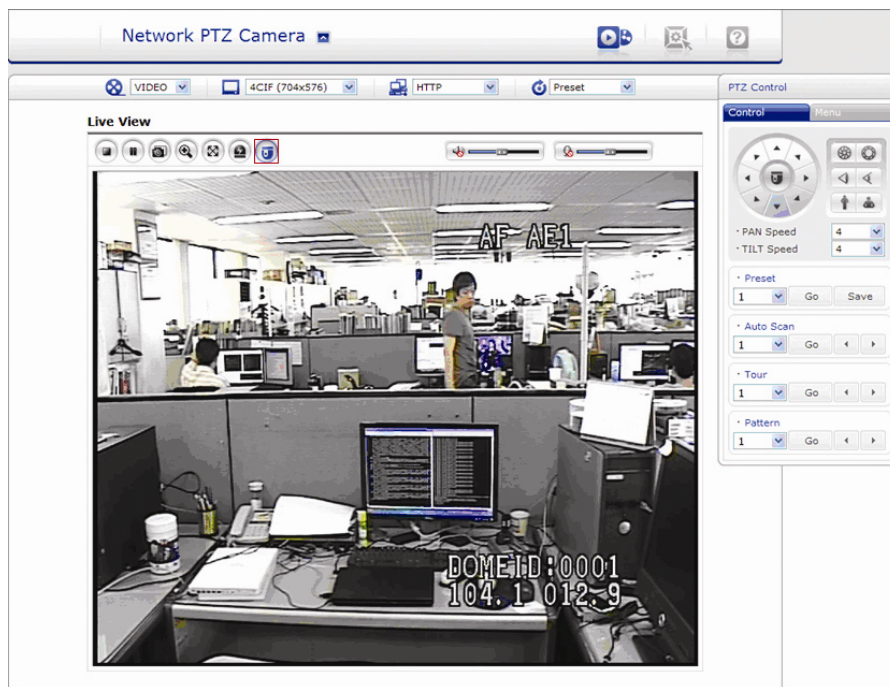 Network PTZ Camera
VIDEO
4CIF (704x576)
HTTP
Preset
Live View
AF AE1
DOMEID:0001
104.1 012.9
PTZ Control
Control Menu
PAN Speed 4
TILT Speed 4
Preset
1 Go Save
Auto Scan
1 Go
Tour
1 Go
Pattern
1 Go